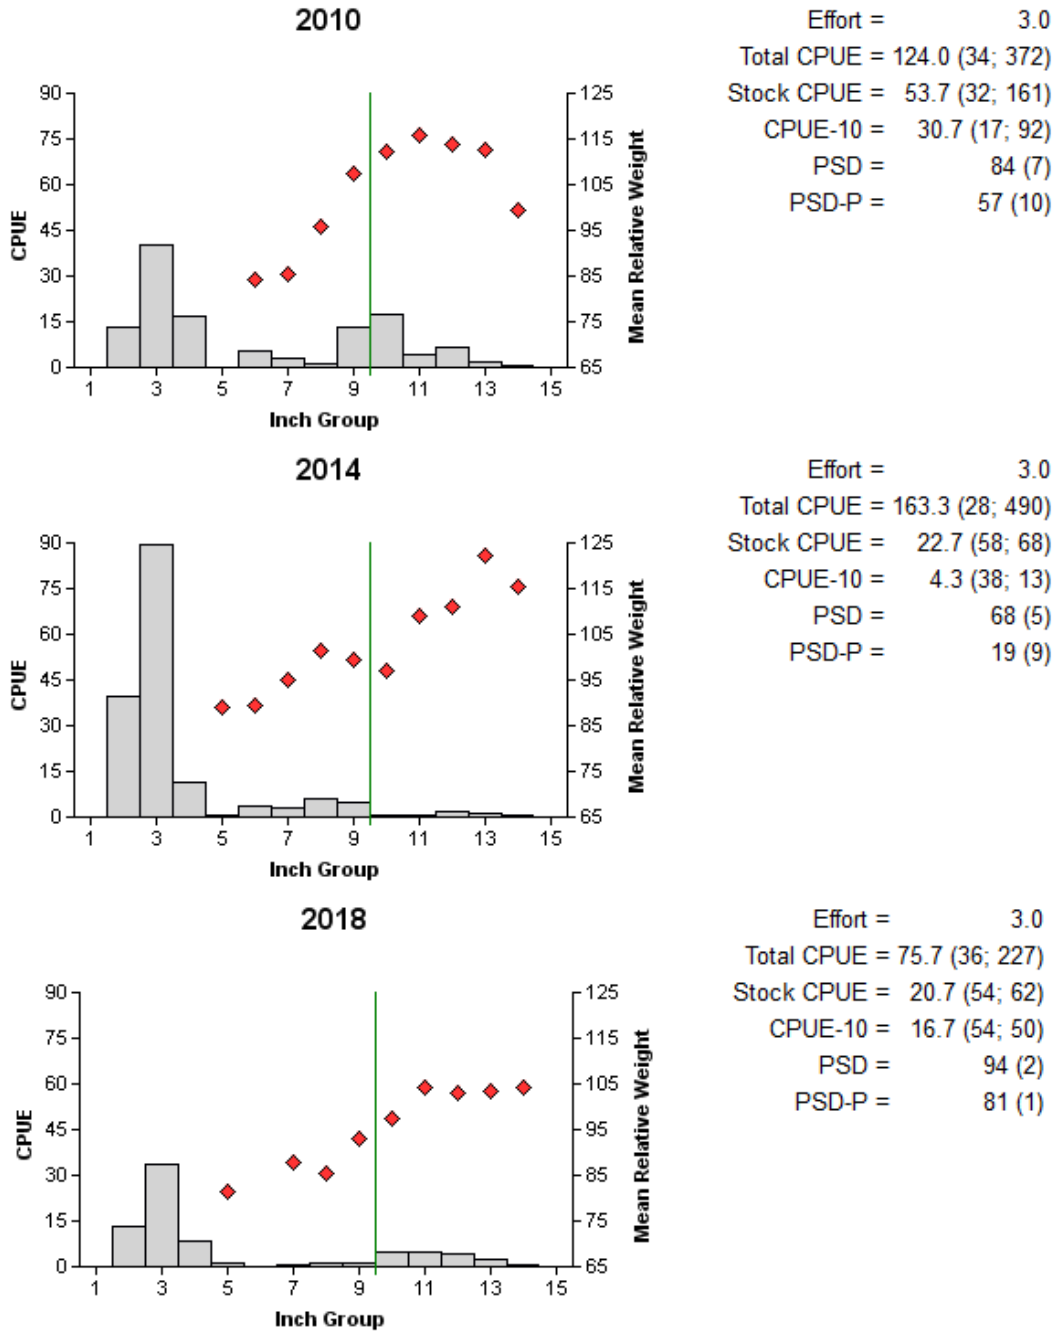 2010
Effort = 3.0
Total CPUE = 124.0 (34; 372)
Stock CPUE = 53.7 (32; 161)
CPUE-10 = 30.7 (17; 92)
PSD = 84 (7)
PSD-P = 57 (10)
90
75
60
45
30
15
0
CPUE
125
115
105
95
85
75
65
Mean Relative Weight
1 3 5 7 9 11 13 15
Inch Group
2014
Effort = 3.0
Total CPUE = 163.3 (28; 490)
Stock CPUE = 22.7 (58; 68)
CPUE-10 = 4.3 (38; 13)
PSD = 68 (5)
PSD-P = 19 (9)
90
75
60
45
30
15
0
CPUE
125
115
105
95
85
75
65
Mean Relative Weight
1 3 5 7 9 11 13 15
Inch Group
2018
Effort = 3.0
Total CPUE = 75.7 (36; 227)
Stock CPUE = 20.7 (54; 62)
CPUE-10 = 16.7 (54; 50)
PSD = 94 (2)
PSD-P = 81 (1)
90
75
60
45
30
15
0
CPUE
125
115
105
95
85
75
65
Mean Relative Weight
1 3 5 7 9 11 13 15
Inch Group